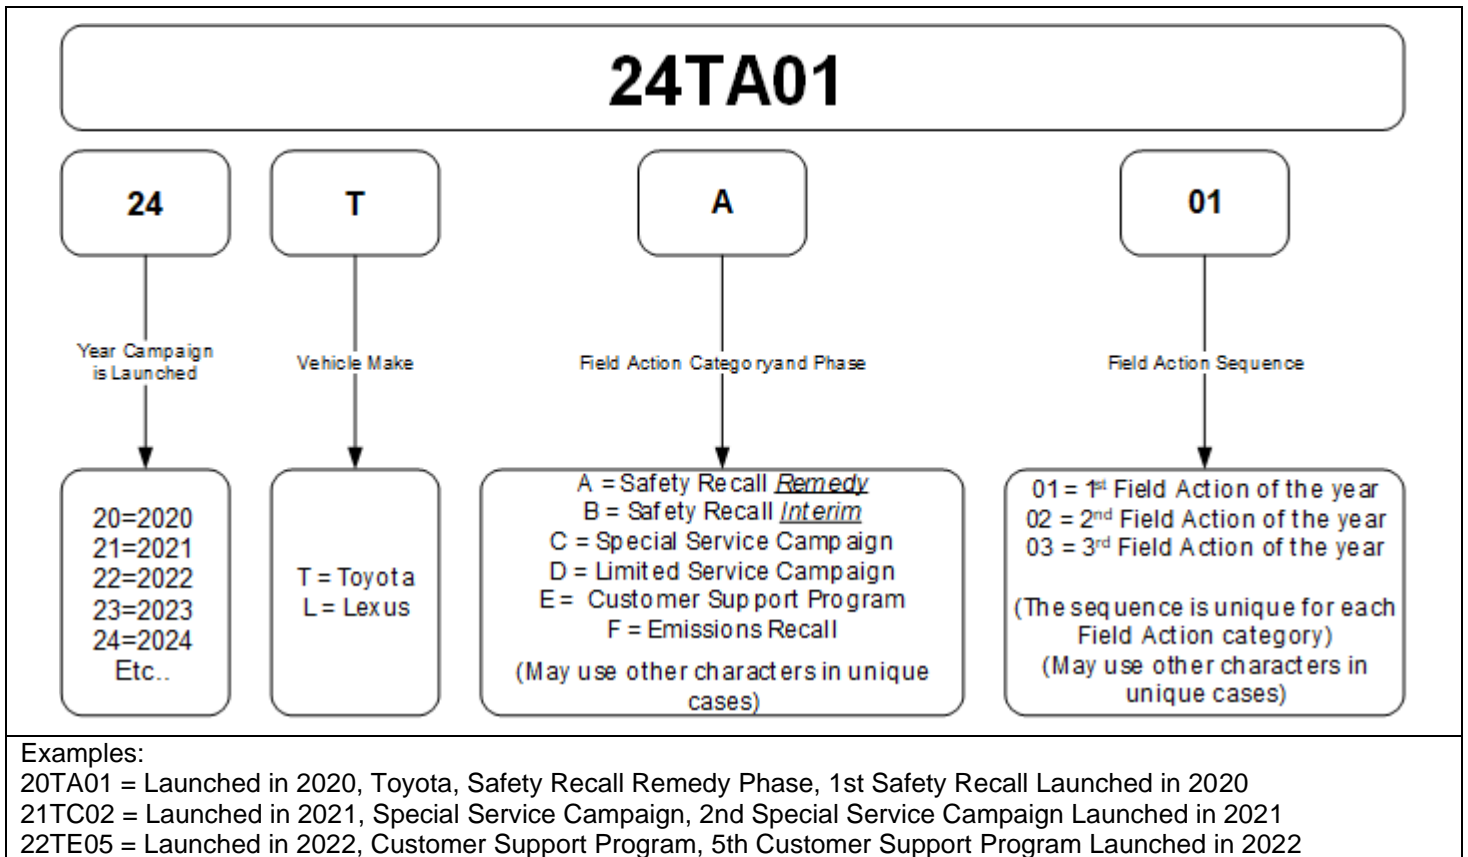 24TA01
24
T
A
01
Year Campaign
is Launched
Vehicle Make
Field Action Categoryand Phase
Field Action Sequence
20=2020
21=2021
22=2022
23=2023
24=2024
Etc..
T = Toyota
L = Lexus
A = Safety Recall Remedy
B = Safety Recall Interim
C = Special Service Campaign
D = Limited Service Campaign
E = Customer Support Program
F = Emissions Recall
(May use other characters in unique
cases)
01 = 1st Field Action of the year
02 = 2nd Field Action of the year
03 = 3rd Field Action of the year
(The sequence is unique for each
Field Action category)
(May use other characters in
unique cases)
Examples:
20TA01 = Launched in 2020, Toyota, Safety Recall Remedy Phase, 1st Safety Recall Launched in 2020
21TC02 = Launched in 2021, Special Service Campaign, 2nd Special Service Campaign Launched in 2021
22TE05 = Launched in 2022, Customer Support Program, 5th Customer Support Program Launched in 2022